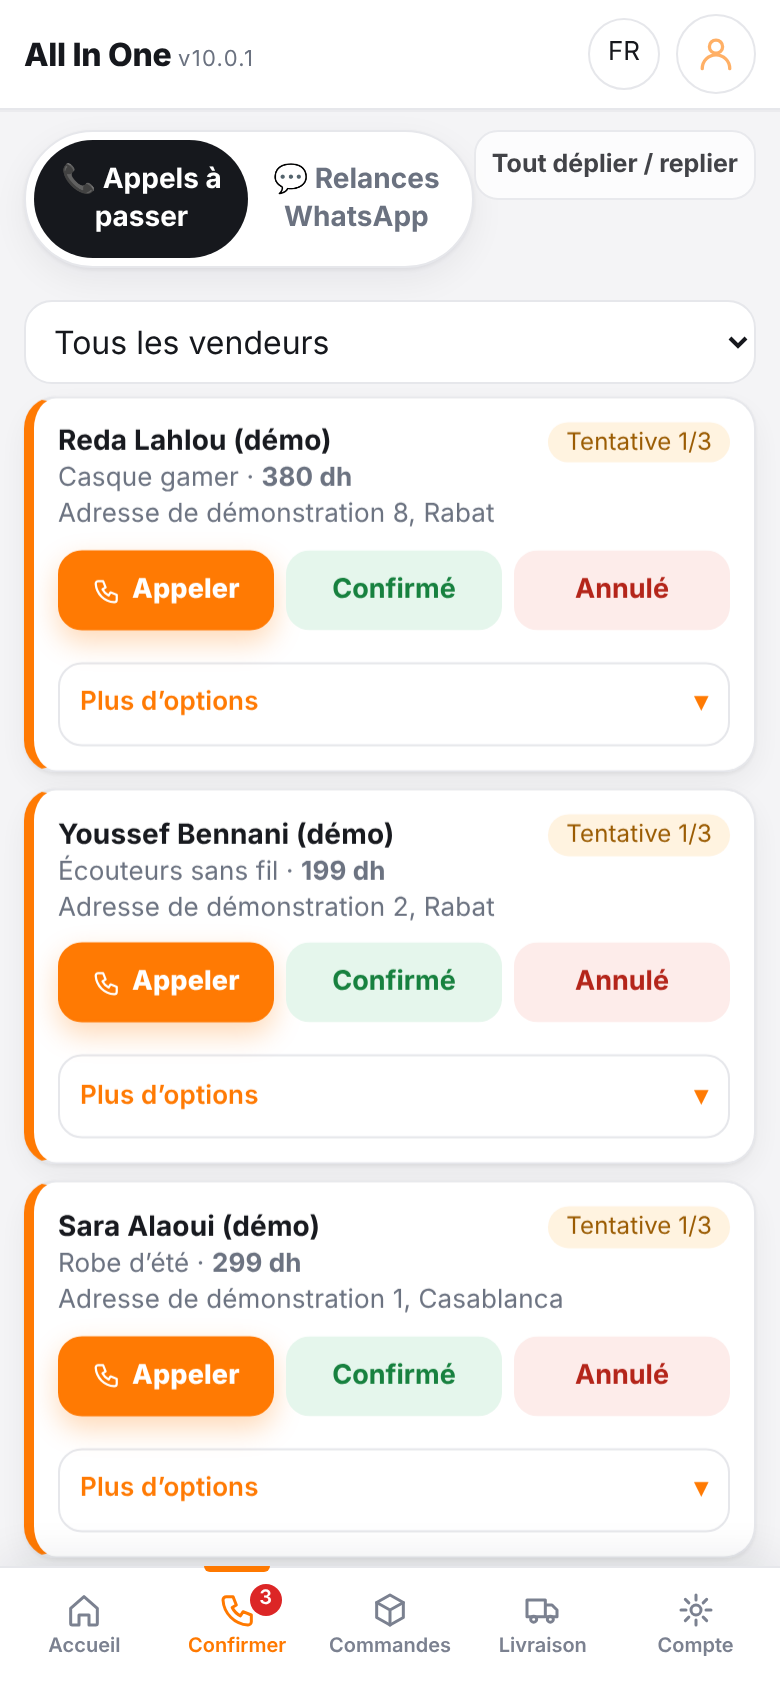 All In One v10.0.1
FR
📞 Appels à
passer
💬 Relances
WhatsApp
Tout déplier / replier
Tous les vendeurs
Reda Lahlou (démo)
Tentative 1/3
Casque gamer · 380 dh
Adresse de démonstration 8, Rabat
Appeler
Confirmé
Annulé
Plus d’options ▼
Youssef Bennani (démo)
Tentative 1/3
Écouteurs sans fil · 199 dh
Adresse de démonstration 2, Rabat
Appeler
Confirmé
Annulé
Plus d’options ▼
Sara Alaoui (démo)
Tentative 1/3
Robe d’été · 299 dh
Adresse de démonstration 1, Casablanca
Appeler
Confirmé
Annulé
Plus d’options ▼
3
Accueil
Confirmer
Commandes
Livraison
Compte